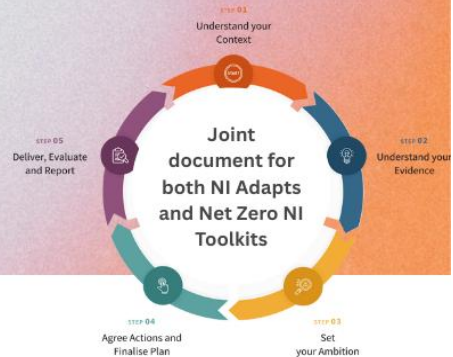 STEP 01
Understand your
Context
STEP 02
Understand your
Evidence
STEP 03
Set
your Ambition
STEP 04
Agree Actions and
Finalise Plan
STEP 05
Deliver, Evaluate
and Report
START
Joint
document for
both NI Adapts
and Net Zero NI
Toolkits